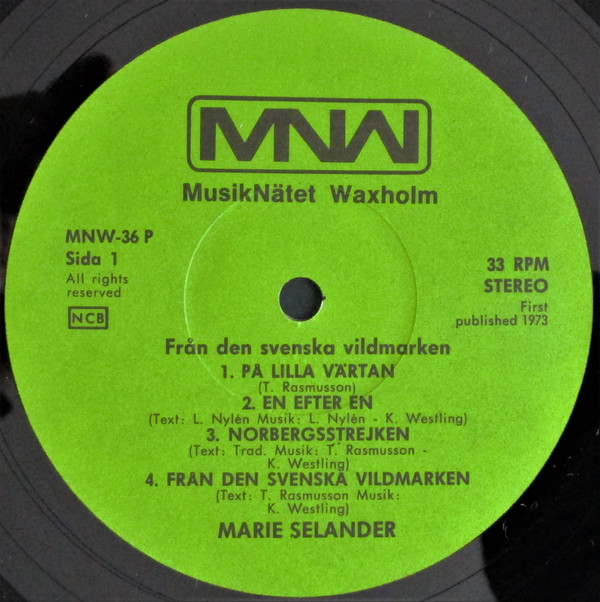 MNW
MusikNätet Waxholm
MNW-36 P
Sida 1
All rights
reserved
NCB
33 RPM
STEREO
First
published 1973
Från den svenska vildmarken
1. PÅ LILLA VÄRTAN
(T. Rasmusson)
2. EN EFTER EN
(Text: L. Nylén Musik: L. Nylén - K. Westling)
3. NORBERGSSTREJKEN
(Text: Trad. Musik: T. Rasmusson -
K. Westling)
4. FRÅN DEN SVENSKA VILDMARKEN
(Text: T. Rasmusson Musik:
K. Westling)
MARIE SELANDER